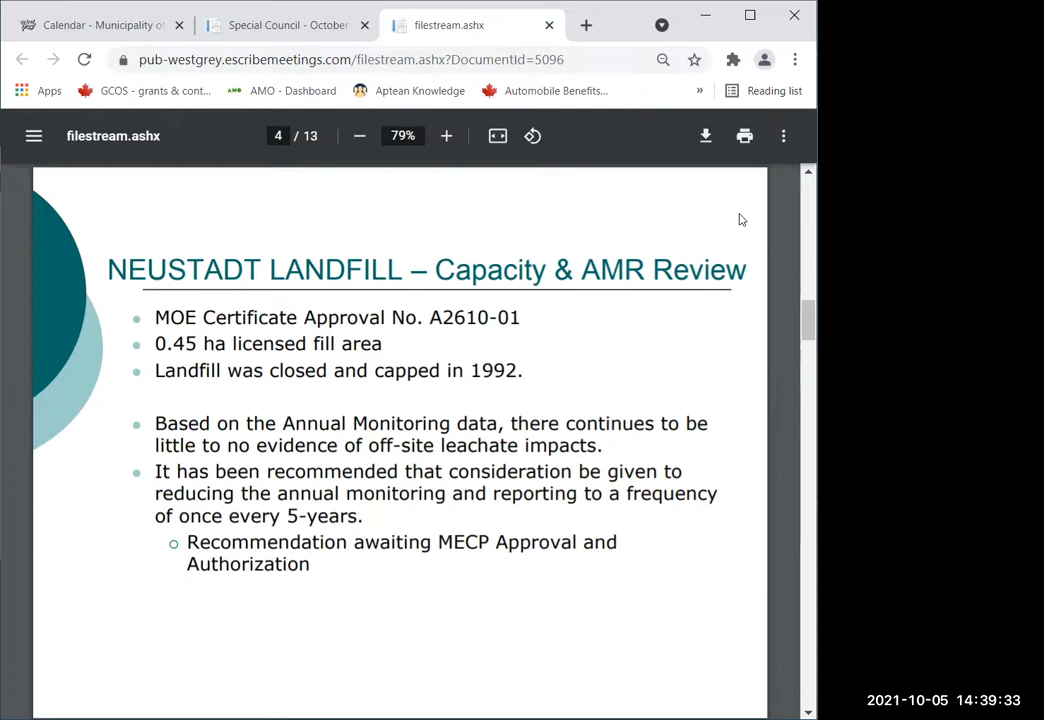 Calendar - Municipality of
Special Council - October
filestream.ashx
pub-westgrey.escribemeetings.com/filestream.ashx?DocumentId=5096
Apps
GCOS - grants & cont...
AMO - Dashboard
Aptean Knowledge
Automobile Benefits...
»
Reading list
filestream.ashx
4 / 13
79%
NEUSTADT LANDFILL – Capacity & AMR Review
MOE Certificate Approval No. A2610-01
0.45 ha licensed fill area
Landfill was closed and capped in 1992.
Based on the Annual Monitoring data, there continues to be
little to no evidence of off-site leachate impacts.
It has been recommended that consideration be given to
reducing the annual monitoring and reporting to a frequency
of once every 5-years.
Recommendation awaiting MECP Approval and
Authorization
2021-10-05 14:39:33